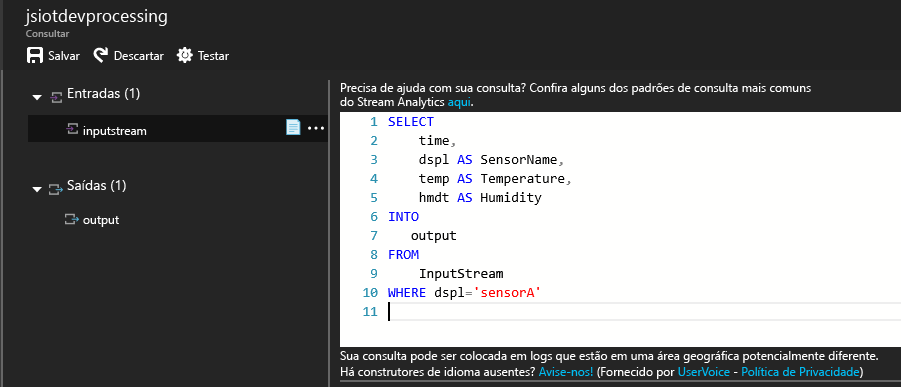 jsiotdevprocessing
Consultar
Salvar Descartar Testar
Entradas (1)
inputstream
Saídas (1)
output
Precisa de ajuda com sua consulta? Confira alguns dos padrões de consulta mais comuns
do Stream Analytics aqui.
1 SELECT
2 time,
3 dspl AS SensorName,
4 temp AS Temperature,
5 hmdt AS Humidity
6 INTO
7 output
8 FROM
9 InputStream
10 WHERE dspl='sensorA'
11
Sua consulta pode ser colocada em logs que estão em uma área geográfica potencialmente diferente.
Há construtores de idioma ausentes? Avise-nos! (Fornecido por UserVoice - Política de Privacidade)